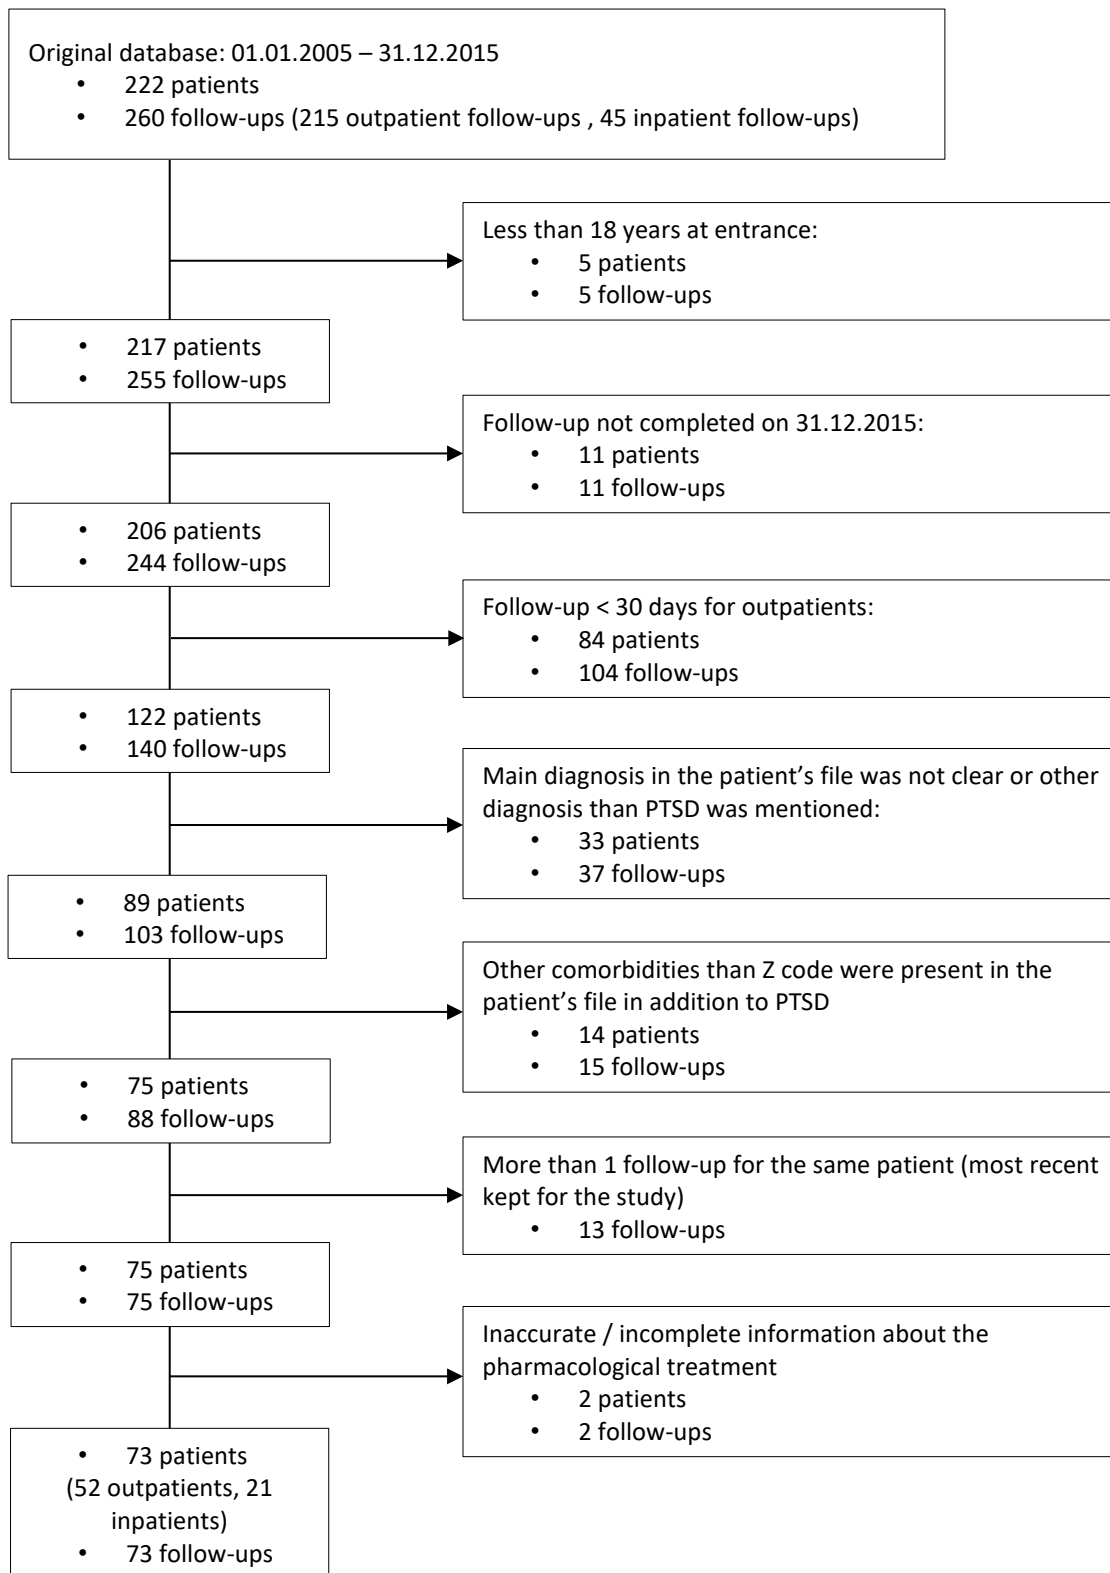 Original database: 01.01.2005 – 31.12.2015
• 222 patients
• 260 follow-ups (215 outpatient follow-ups , 45 inpatient follow-ups)
Less than 18 years at entrance:
• 5 patients
• 5 follow-ups
• 217 patients
• 255 follow-ups
Follow-up not completed on 31.12.2015:
• 11 patients
• 11 follow-ups
• 206 patients
• 244 follow-ups
Follow-up < 30 days for outpatients:
• 84 patients
• 104 follow-ups
• 122 patients
• 140 follow-ups
Main diagnosis in the patient’s file was not clear or other
diagnosis than PTSD was mentioned:
• 33 patients
• 37 follow-ups
• 89 patients
• 103 follow-ups
Other comorbidities than Z code were present in the
patient’s file in addition to PTSD
• 14 patients
• 15 follow-ups
• 75 patients
• 88 follow-ups
More than 1 follow-up for the same patient (most recent
kept for the study)
• 13 follow-ups
• 75 patients
• 75 follow-ups
Inaccurate / incomplete information about the
pharmacological treatment
• 2 patients
• 2 follow-ups
• 73 patients
(52 outpatients, 21
inpatients)
• 73 follow-ups